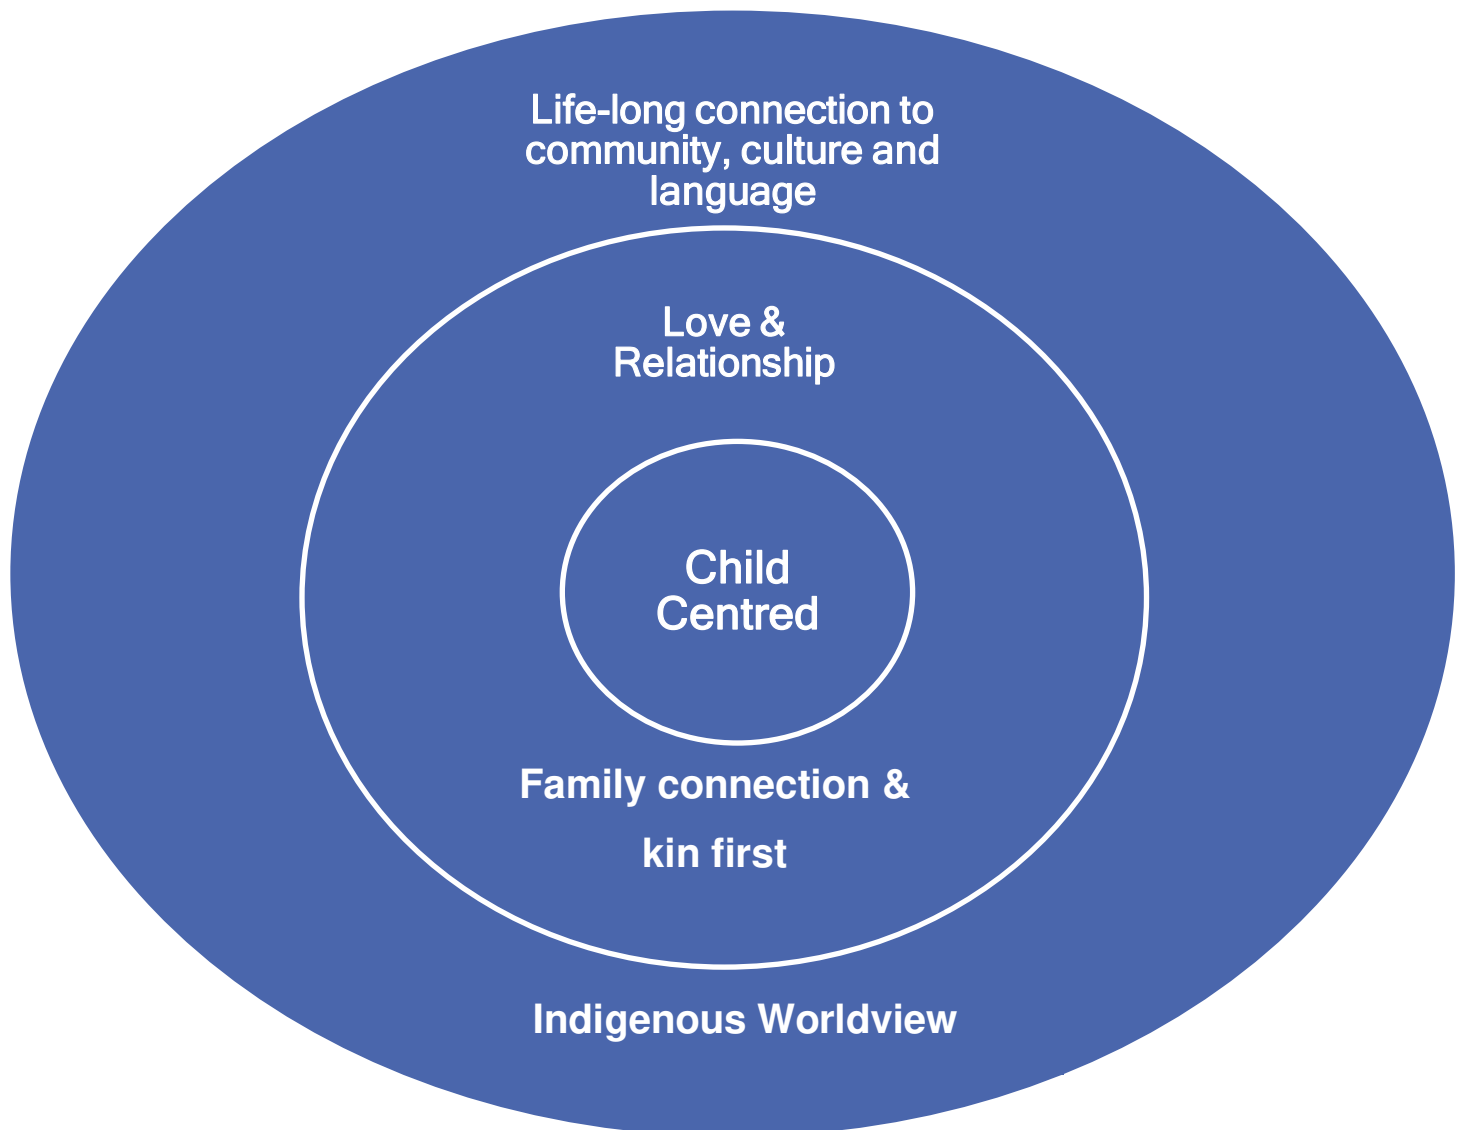 Life-long connection to
community, culture and
language
Love &
Relationship
Child
Centred
Family connection &
kin first
Indigenous Worldview